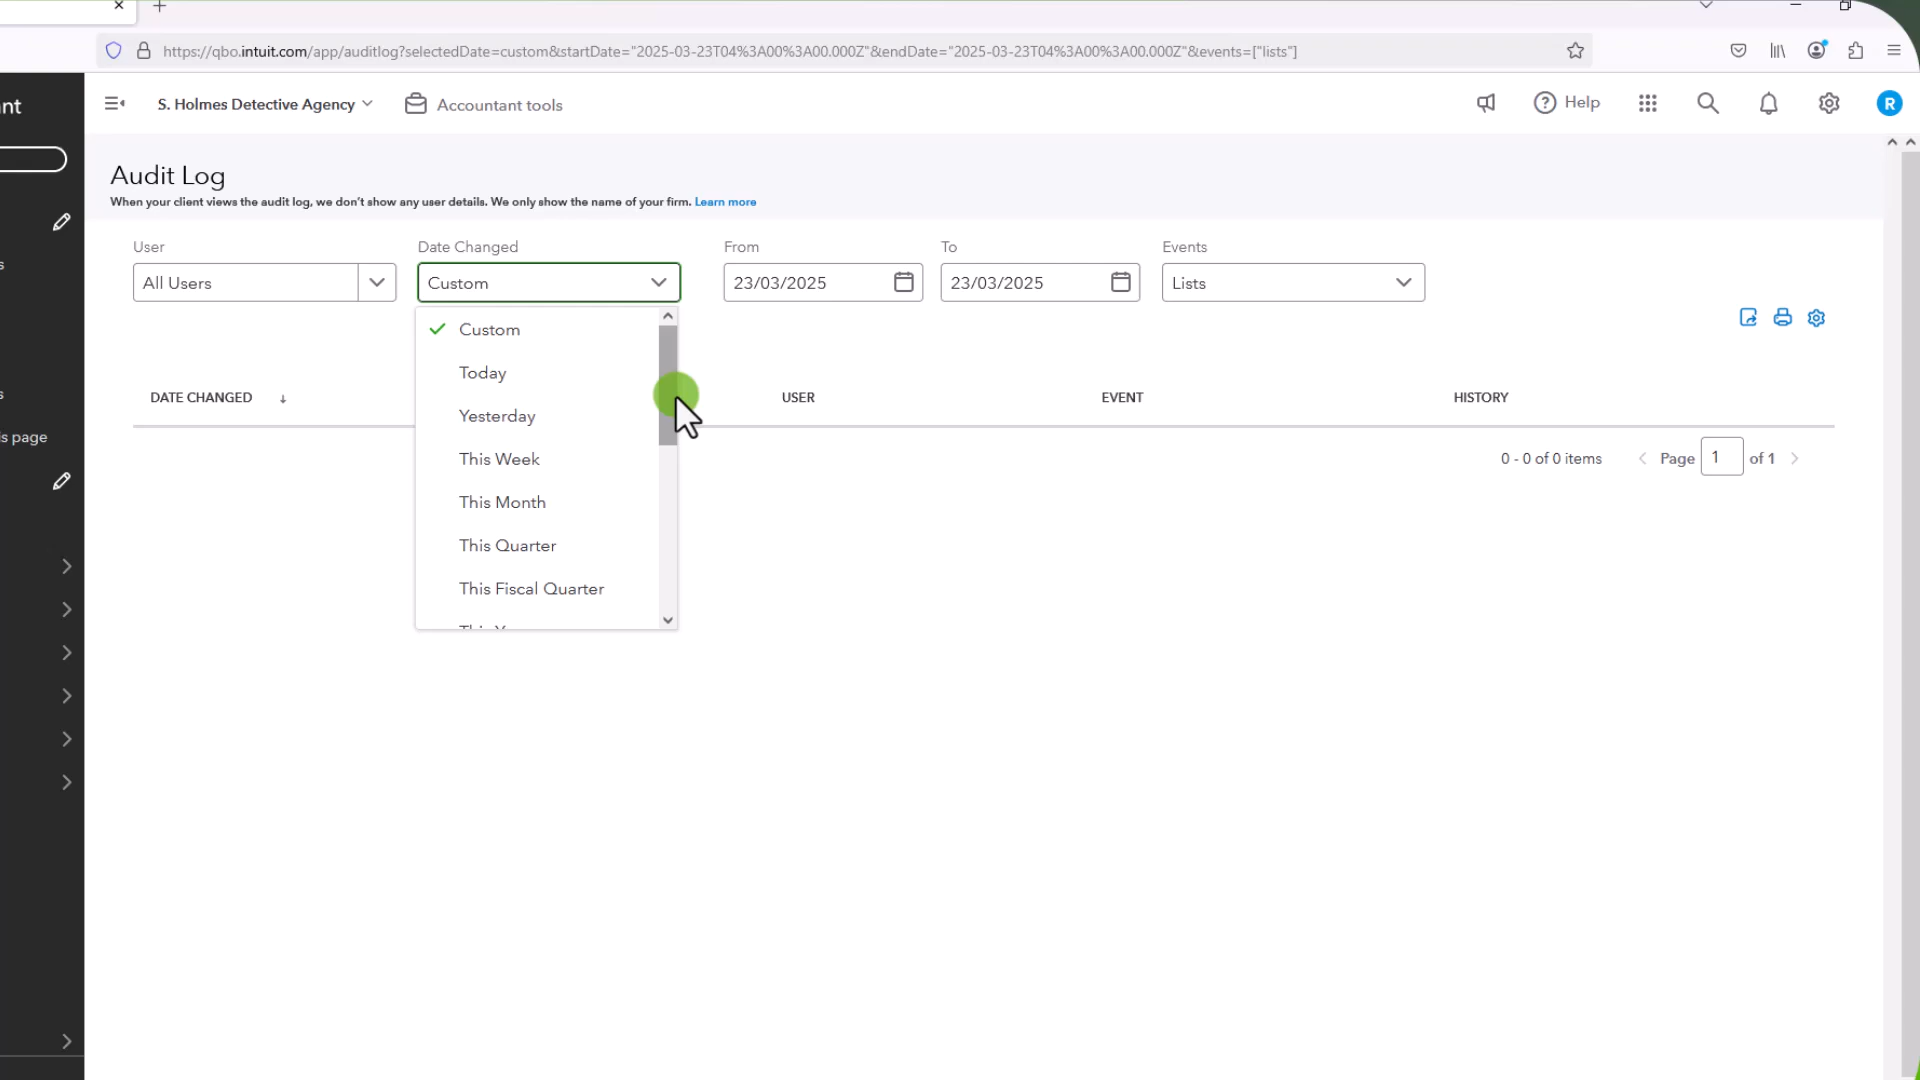 https://qbo.intuit.com/app/auditlog?selectedDate=custom&startDate="2025-03-23T04%3A00%3A00.000Z"&endDate="2025-03-23T04%3A00%3A00.000Z"&events=["lists"]
nt
S. Holmes Detective Agency
Accountant tools
Help
R
Audit Log
When your client views the audit log, we don't show any user details. We only show the name of your firm. Learn more
User
Date Changed
From
To
Events
All Users
Custom
23/03/2025
23/03/2025
Lists
Custom
Today
Yesterday
This Week
This Month
This Quarter
This Fiscal Quarter
DATE CHANGED
USER
EVENT
HISTORY
0 - 0 of 0 items
Page 1 of 1
s
s
is page